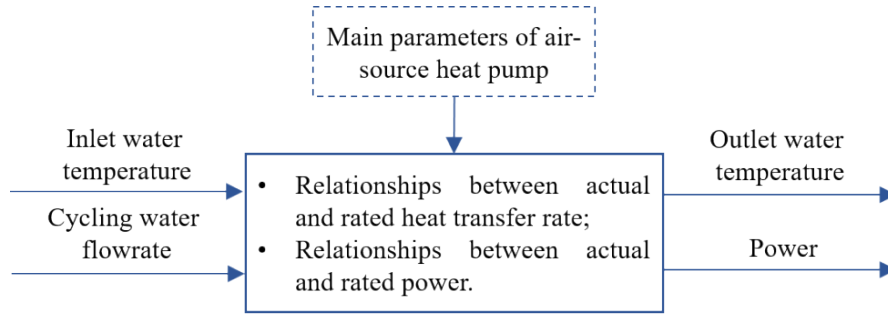 Main parameters of air-
source heat pump
Inlet water
temperature
Cycling water
flowrate
• Relationships between actual
and rated heat transfer rate;
• Relationships between actual
and rated power.
Outlet water
temperature
Power